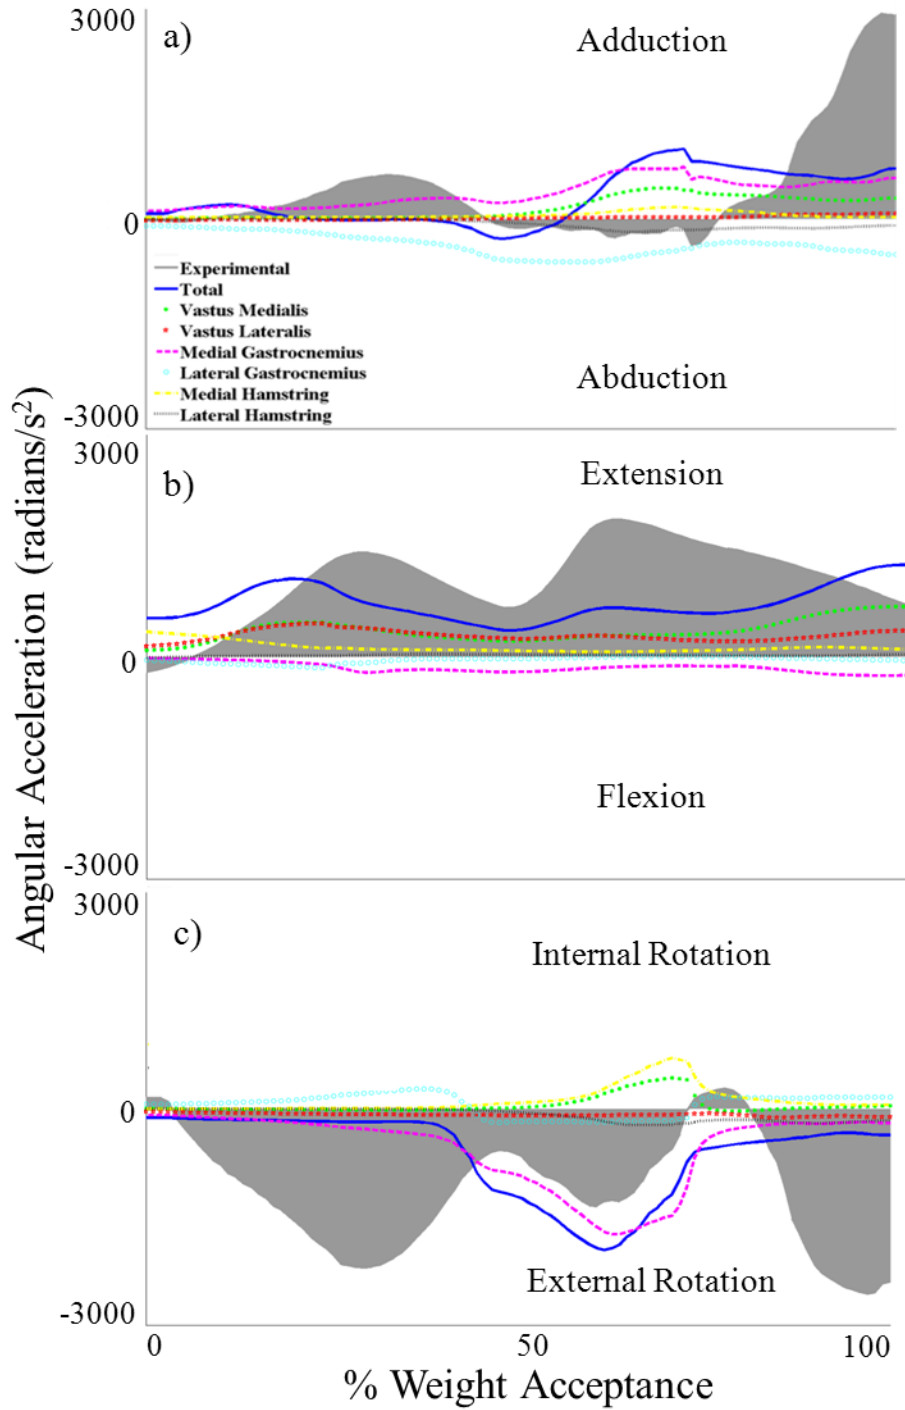 3000
a)
Adduction
0
Experimental
Total
Vastus Medialis
Vastus Lateralis
Medial Gastrocnemius
Lateral Gastrocnemius
Medial Hamstring
Lateral Hamstring
Abduction
-3000
Angular Acceleration (radians/s²)
3000
b)
Extension
0
Flexion
-3000
3000
c)
Internal Rotation
0
External Rotation
-3000
0 50 100
% Weight Acceptance